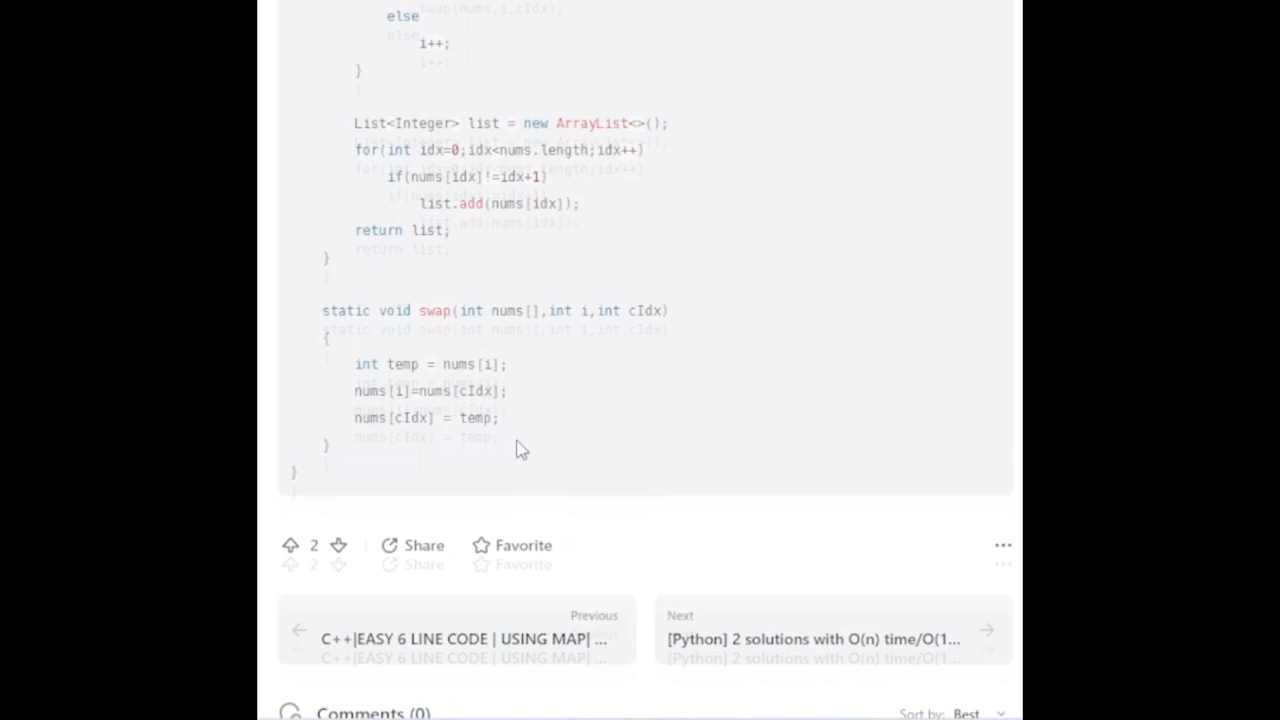 swap(nums,i,cIdx);
else
i++;
}
List<Integer> list = new ArrayList<>();
for(int idx=0;idx<nums.length;idx++)
if(nums[idx]!=idx+1)
list.add(nums[idx]);
return list;
}
static void swap(int nums[],int i,int cIdx)
{
int temp = nums[i];
nums[i]=nums[cIdx];
nums[cIdx] = temp;
}
}
2 Share Favorite ...
Previous
C++|EASY 6 LINE CODE | USING MAP| ...
Next
[Python] 2 solutions with O(n) time/O(1...
Comments (0)
Sort by: Best